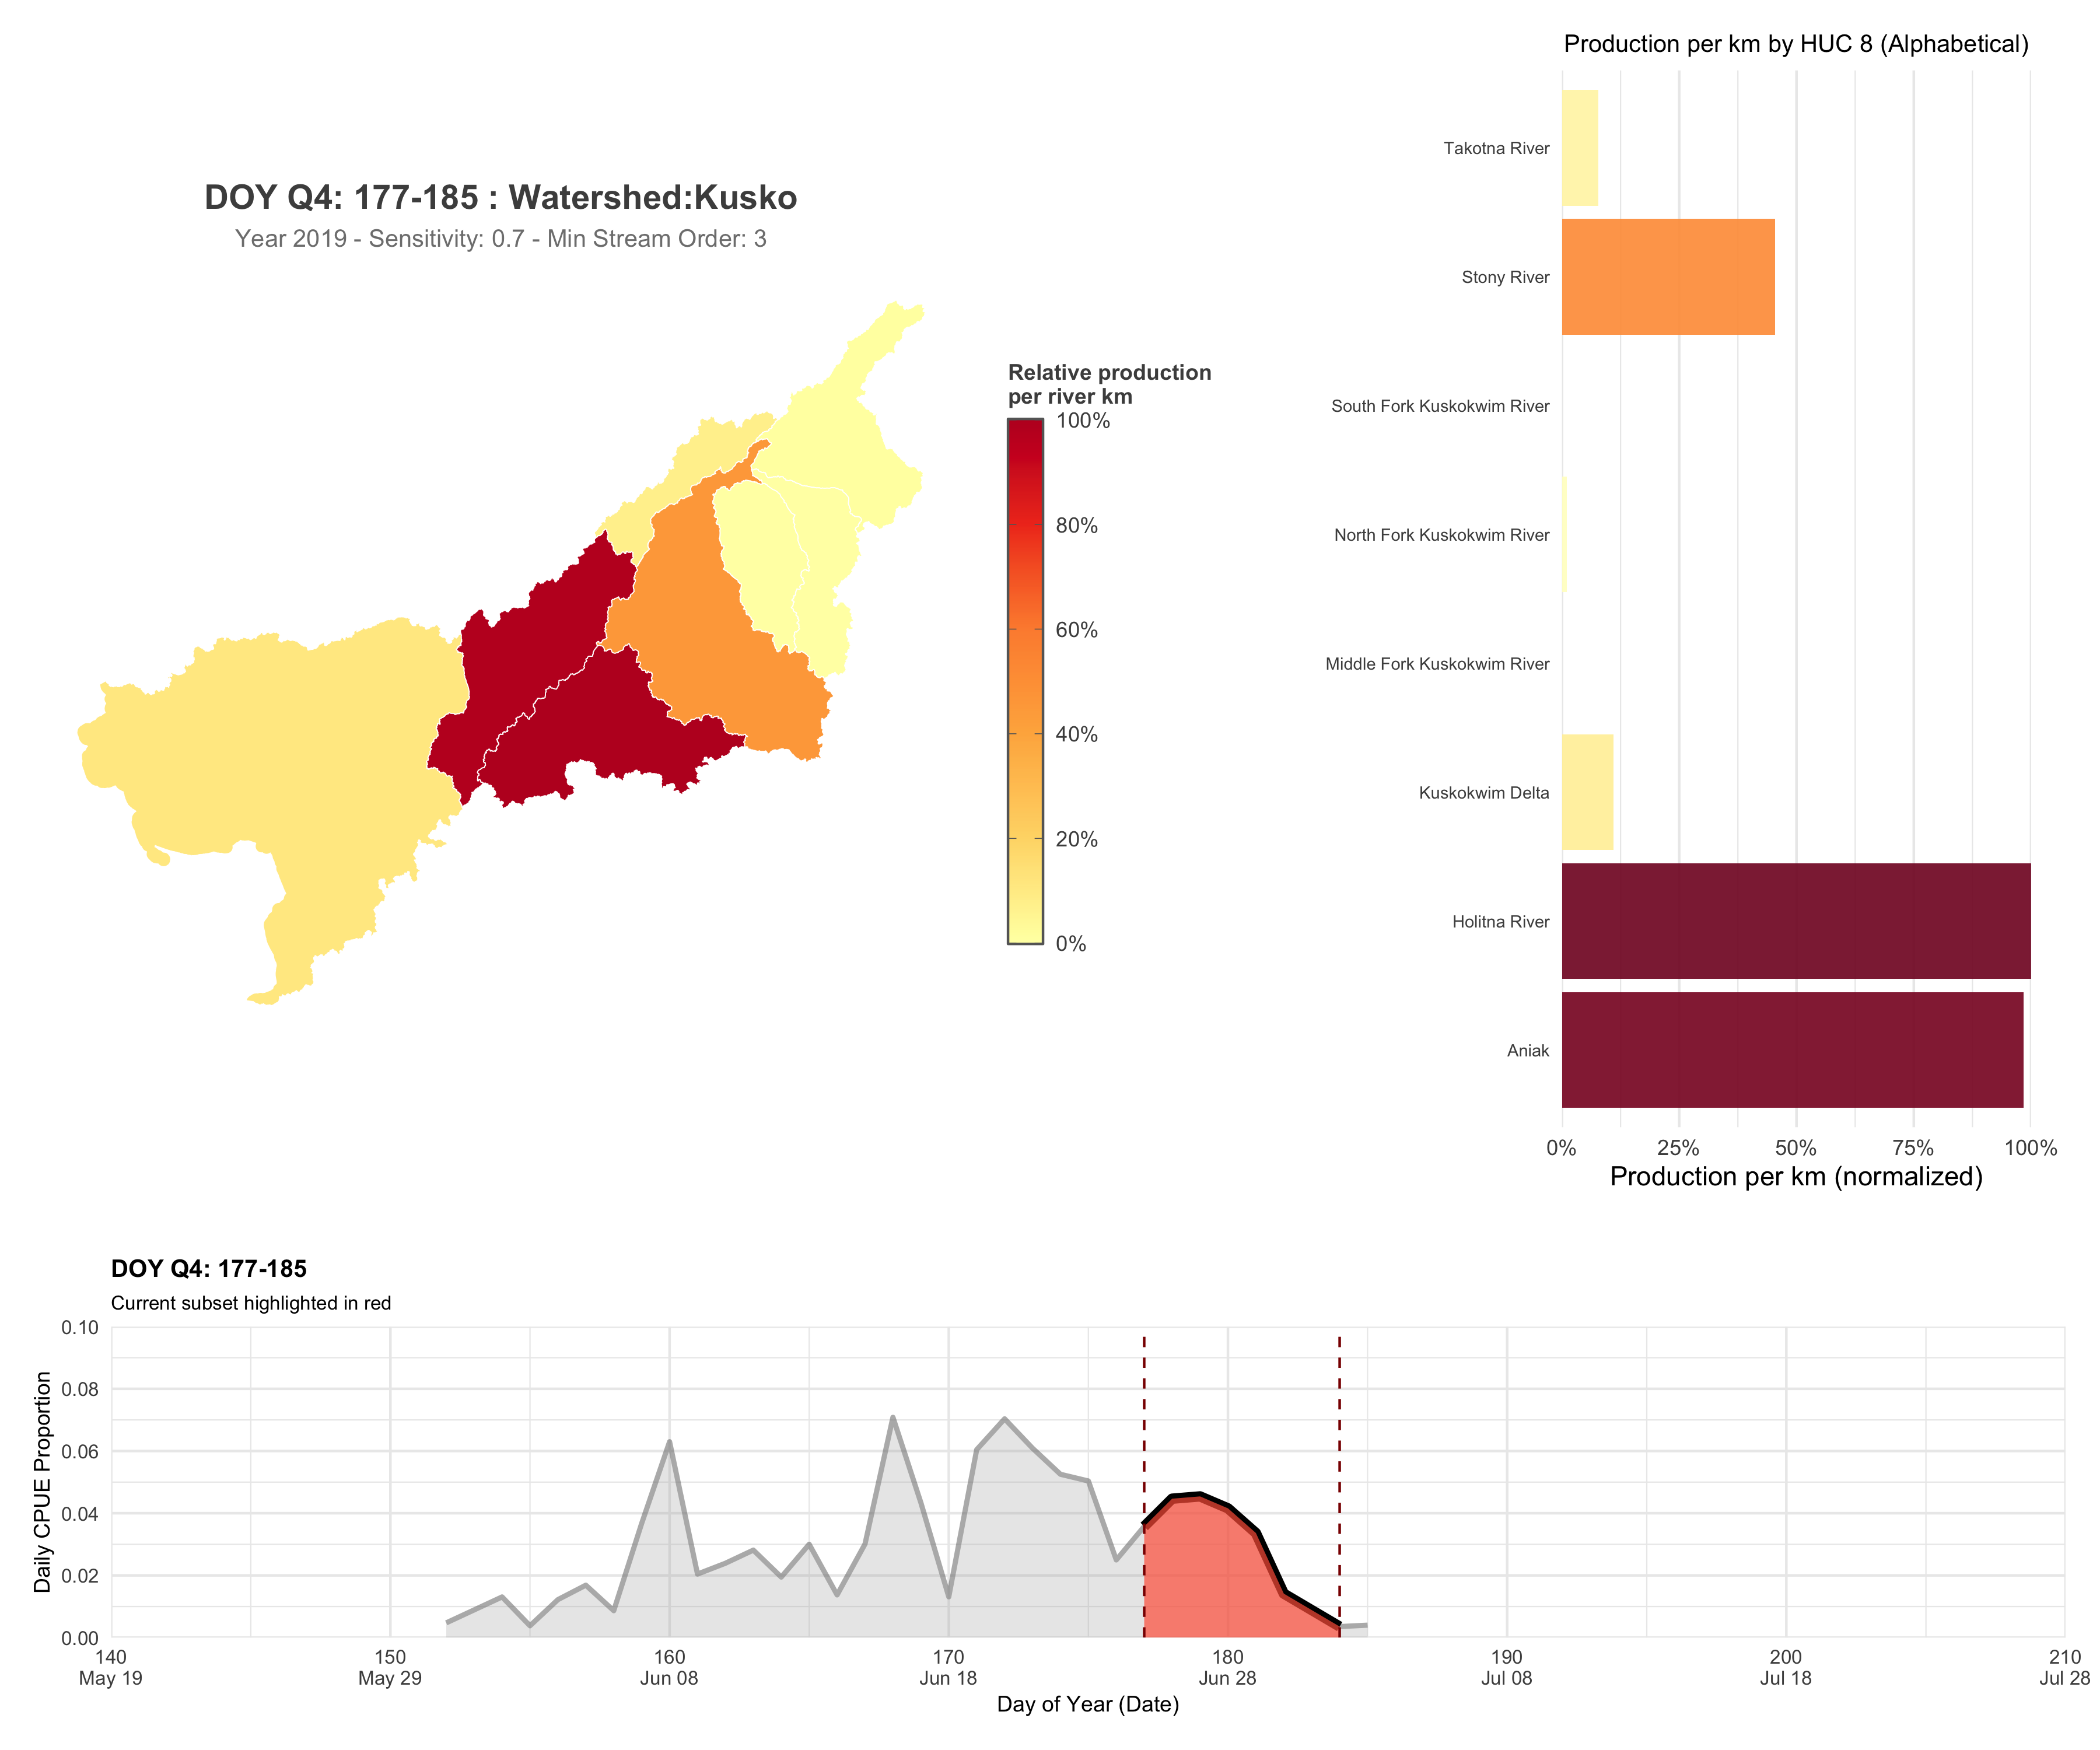 Production per km by HUC 8 (Alphabetical)
Takotna River
Stony River
South Fork Kuskokwim River
North Fork Kuskokwim River
Middle Fork Kuskokwim River
Kuskokwim Delta
Holitna River
Aniak
0% 25% 50% 75% 100%
Production per km (normalized)
DOY Q4: 177-185 : Watershed:Kusko
Year 2019 - Sensitivity: 0.7 - Min Stream Order: 3
Relative production
per river km
100%
80%
60%
40%
20%
0%
DOY Q4: 177-185
Current subset highlighted in red
Daily CPUE Proportion
0.10
0.08
0.06
0.04
0.02
0.00
140 150 160 170 180 190 200 210
May 19 May 29 Jun 08 Jun 18 Jun 28 Jul 08 Jul 18 Jul 28
Day of Year (Date)